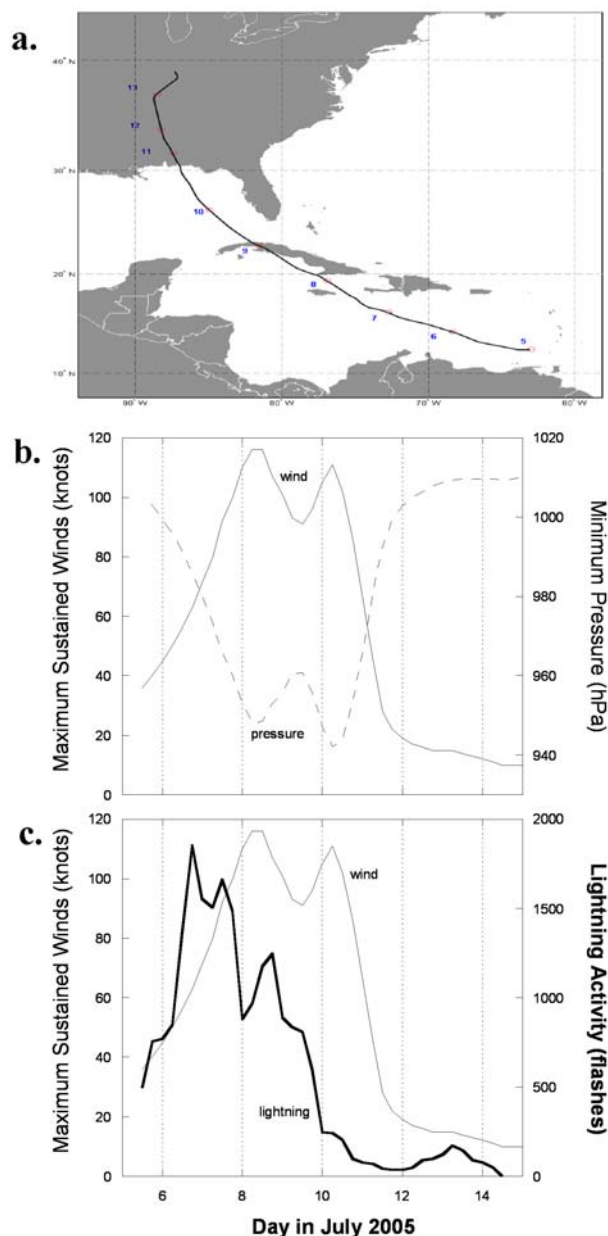 a.
40° N
30° N
20° N
10° N
90° W
80° W
70° W
60° W
13
12
11
10
9
8
7
6
5
b.
Maximum Sustained Winds (knots)
120
100
80
60
40
20
0
wind
pressure
1020
1000
980
960
940
Minimum Pressure (hPa)
c.
Maximum Sustained Winds (knots)
120
100
80
60
40
20
0
wind
lightning
2000
1500
1000
500
0
Lightning Activity (flashes)
6
8
10
12
14
Day in July 2005